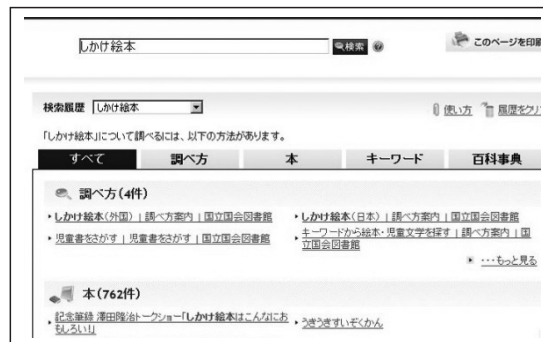 しかけ絵本 検索 このページを印刷
検索履歴 しかけ絵本 使い方 履歴をクリ
「しかけ絵本」について調べるには、以下の方法があります。
すべて 調べ方 本 キーワード 百科事典
調べ方(4件)
・しかけ絵本(外国) | 調べ方案内 | 国立国会図書館 ・しかけ絵本(日本) | 調べ方案内 | 国立国会図書館
・児童書をさがす | 児童書をさがす | 国立国会図書館 ・キーワードから絵本・児童文学を探す | 調べ方案内 | 国
立国会図書館
・・・もっと見る
本(762件)
・記念筆録 澤田隆治トークショー「しかけ絵本はこんなにお ・うきうきすいぞくかん
もしろい!」